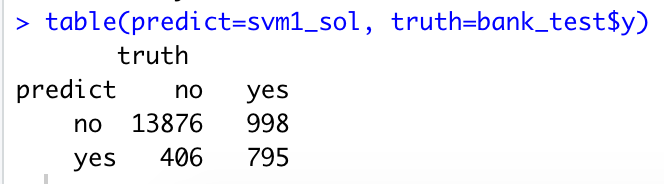 > table(predict=svm1_sol, truth=bank_test$y)
truth
predict no yes
no 13876 998
yes 406 795